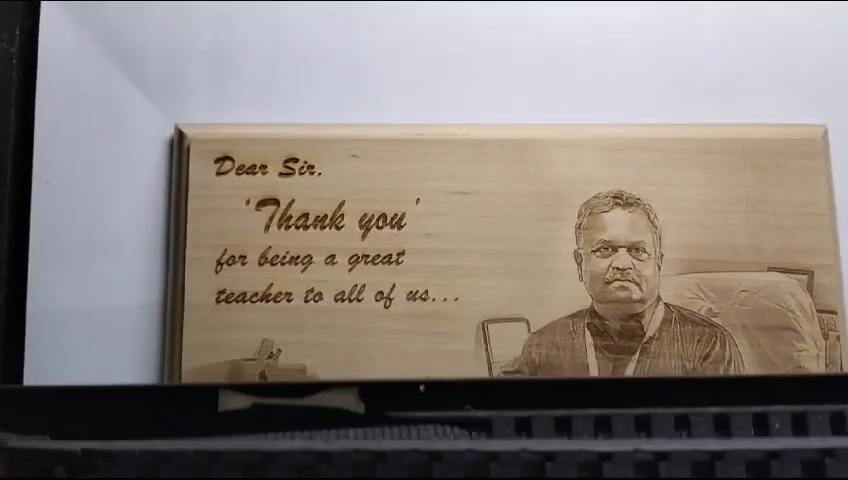 Dear Sir.
'Thank you'
for being a great
teacher to all of us...